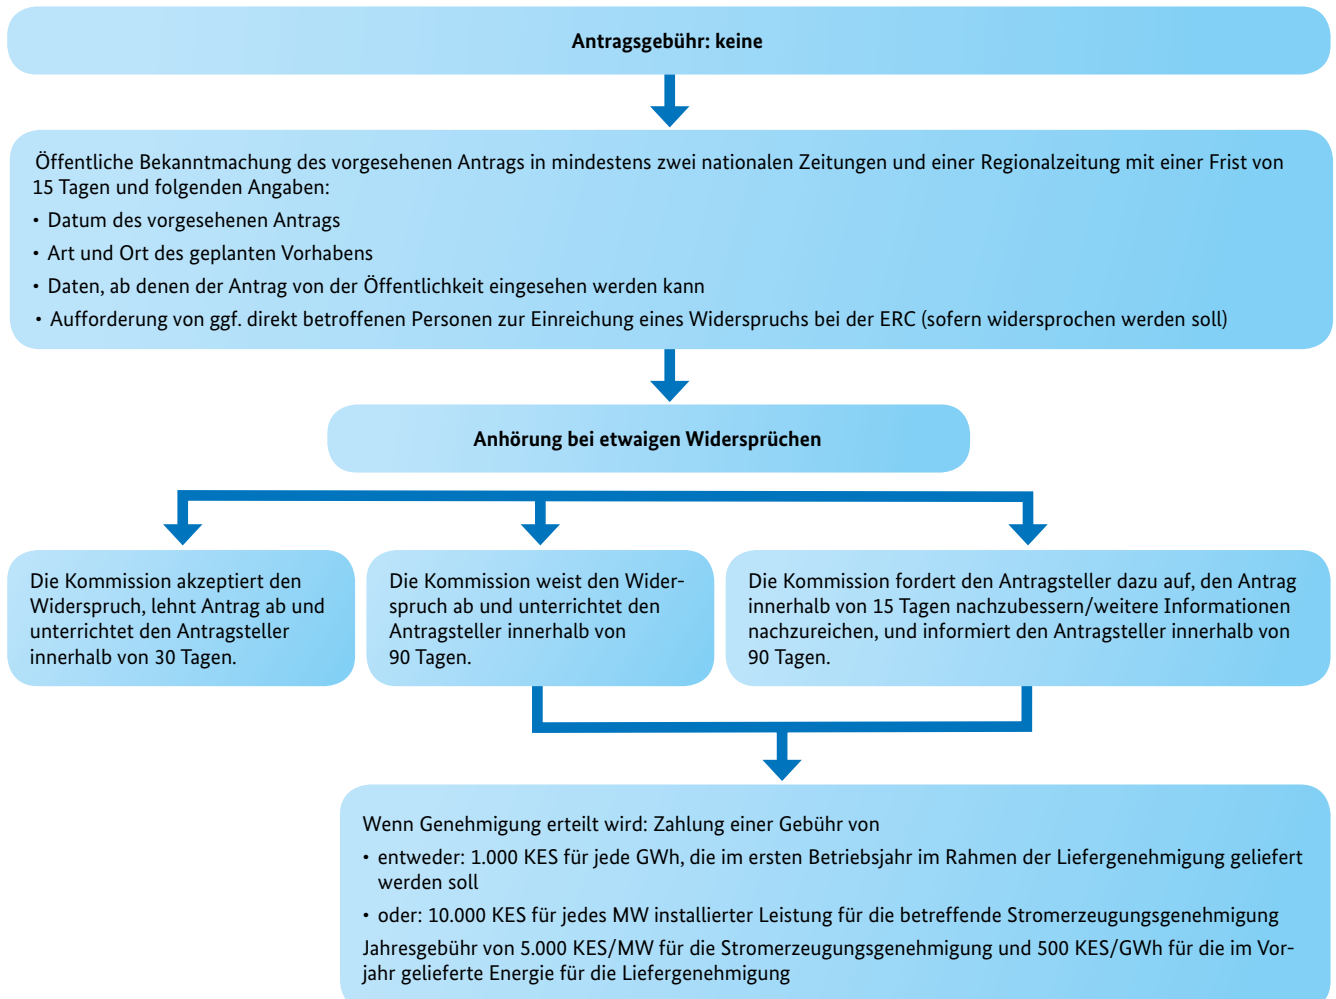 Antragsgebühr: keine
Öffentliche Bekanntmachung des vorgesehenen Antrags in mindestens zwei nationalen Zeitungen und einer Regionalzeitung mit einer Frist von
15 Tagen und folgenden Angaben:
• Datum des vorgesehenen Antrags
• Art und Ort des geplanten Vorhabens
• Daten, ab denen der Antrag von der Öffentlichkeit eingesehen werden kann
• Aufforderung von ggf. direkt betroffenen Personen zur Einreichung eines Widerspruchs bei der ERC (sofern widersprochen werden soll)
Anhörung bei etwaigen Widersprüchen
Die Kommission akzeptiert den
Widerspruch, lehnt Antrag ab und
unterrichtet den Antragsteller
innerhalb von 30 Tagen.
Die Kommission weist den Wider-
spruch ab und unterrichtet den
Antragsteller innerhalb von
90 Tagen.
Die Kommission fordert den Antragsteller dazu auf, den Antrag
innerhalb von 15 Tagen nachzubessern/weitere Informationen
nachzureichen, und informiert den Antragsteller innerhalb von
90 Tagen.
Wenn Genehmigung erteilt wird: Zahlung einer Gebühr von
• entweder: 1.000 KES für jede GWh, die im ersten Betriebsjahr im Rahmen der Liefergenehmigung geliefert
werden soll
• oder: 10.000 KES für jedes MW installierter Leistung für die betreffende Stromerzeugungsgenehmigung
Jahresgebühr von 5.000 KES/MW für die Stromerzeugungsgenehmigung und 500 KES/GWh für die im Vor-
jahr gelieferte Energie für die Liefergenehmigung